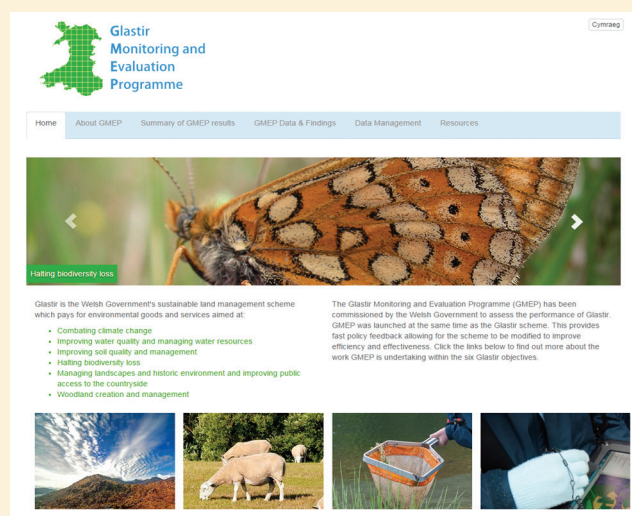 Cymraeg
Glastir
Monitoring and
Evaluation
Programme
Home About GMEP Summary of GMEP results GMEP Data & Findings Data Management Resources
Halting biodiversity loss
Glastir is the Welsh Government's sustainable land management scheme
which pays for environmental goods and services aimed at:
Combating climate change
Improving water quality and managing water resources
Improving soil quality and management
Halting biodiversity loss
Managing landscapes and historic environment and improving public
access to the countryside
Woodland creation and management
The Glastir Monitoring and Evaluation Programme (GMEP) has been
commissioned by the Welsh Government to assess the performance of Glastir.
GMEP was launched at the same time as the Glastir scheme. This provides
fast policy feedback allowing for the scheme to be modified to improve
efficiency and effectiveness. Click the links below to find out more about the
work GMEP is undertaking within the six Glastir objectives.